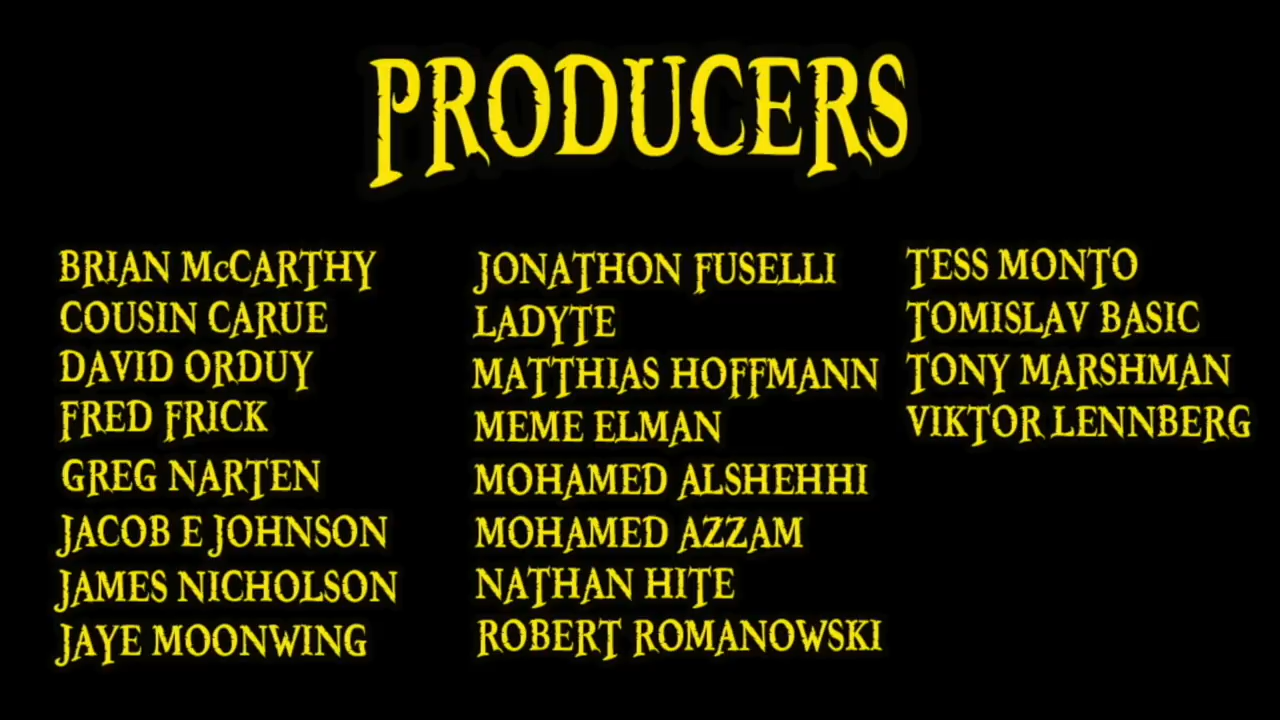 PRODUCERS
BRIAN McCARTHY
COUSIN CARUE
DAVID ORDUY
FRED FRICK
GREG NARTEN
JACOB E JOHNSON
JAMES NICHOLSON
JAYE MOONWING
JONATHON FUSELLI
LADYTE
MATTHIAS HOFFMANN
MEME ELMAN
MOHAMED ALSHEHHI
MOHAMED AZZAM
NATHAN HITE
ROBERT ROMANOWSKI
TESS MONTO
TOMISLAV BASIC
TONY MARSHMAN
VIKTOR LENNBERG